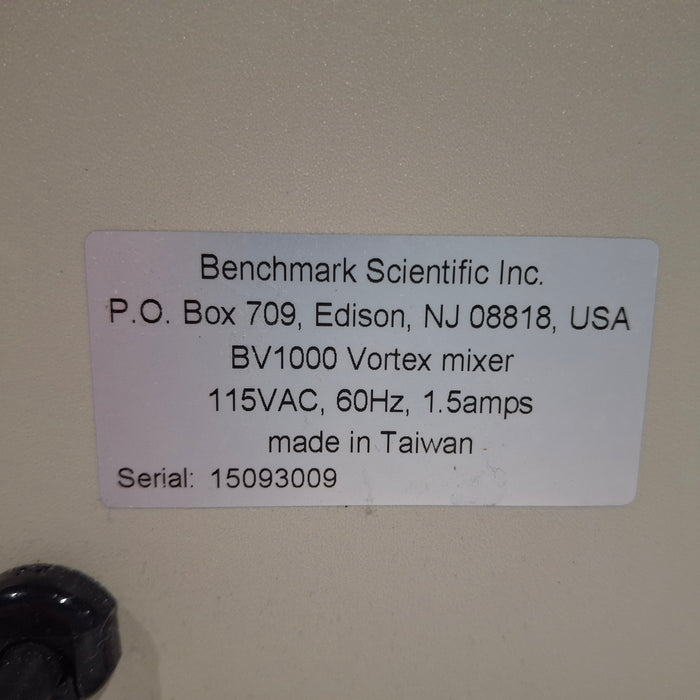 Benchmark Scientific Inc.
P.O. Box 709, Edison, NJ 08818, USA
BV1000 Vortex mixer
115VAC, 60Hz, 1.5amps
made in Taiwan
Serial: 15093009